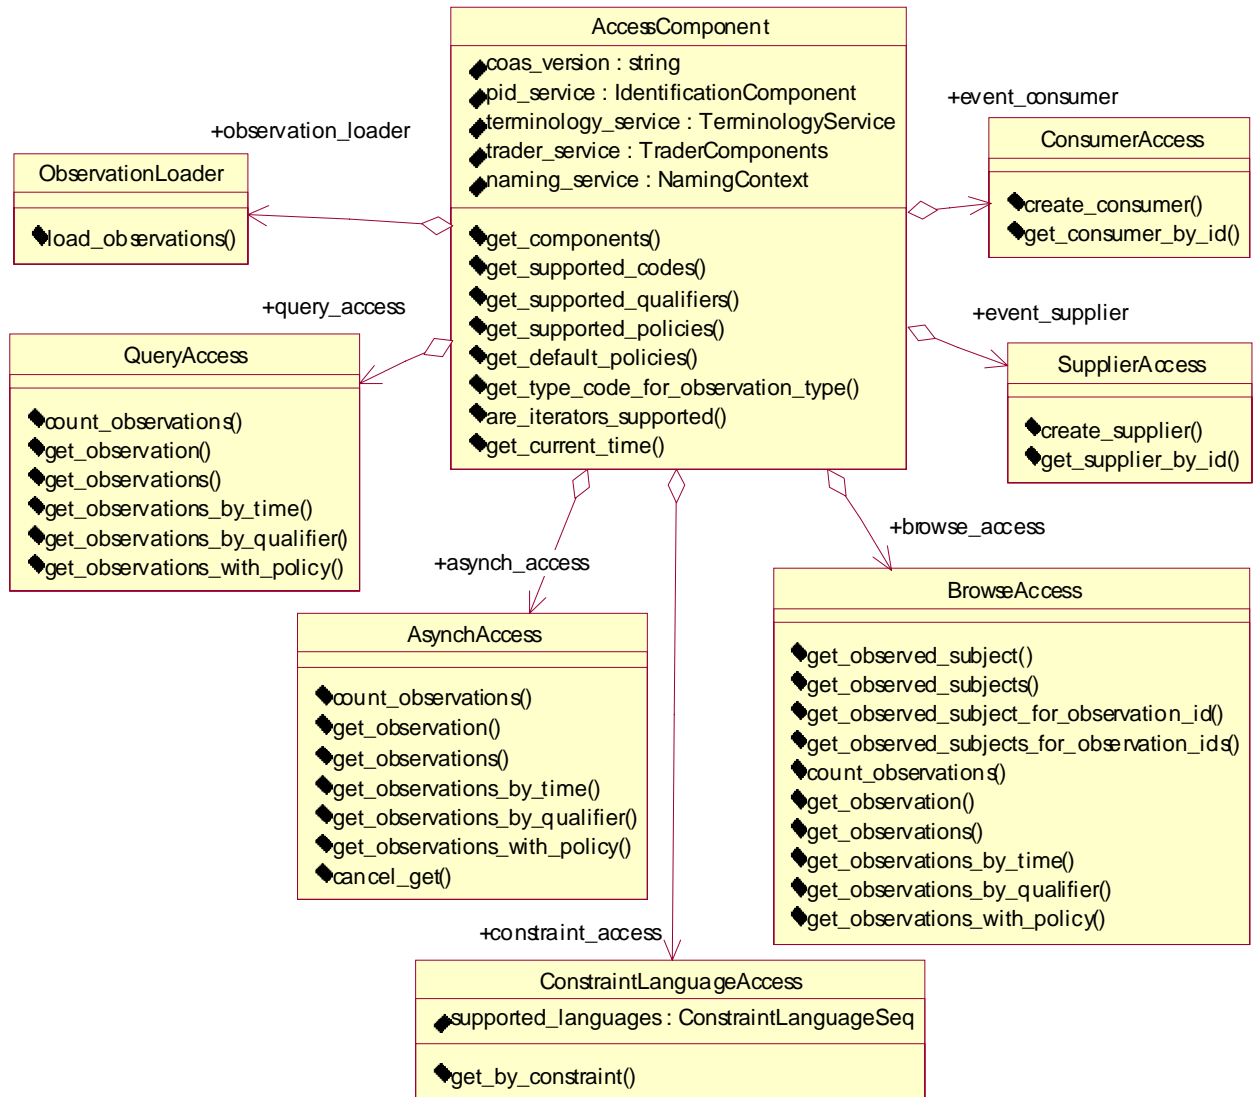 AccessComponent
coas_version : string
pid_service : IdentificationComponent
terminology_service : TerminologyService
trader_service : TraderComponents
naming_service : NamingContext
get_components()
get_supported_codes()
get_supported_qualifiers()
get_supported_policies()
get_default_policies()
get_type_code_for_observation_type()
are_iterators_supported()
get_current_time()
+observation_loader
ObservationLoader
load_observations()
+event_consumer
ConsumerAccess
create_consumer()
get_consumer_by_id()
+query_access
QueryAccess
count_observations()
get_observation()
get_observations()
get_observations_by_time()
get_observations_by_qualifier()
get_observations_with_policy()
+event_supplier
SupplierAccess
create_supplier()
get_supplier_by_id()
+asynch_access
AsynchAccess
count_observations()
get_observation()
get_observations()
get_observations_by_time()
get_observations_by_qualifier()
get_observations_with_policy()
cancel_get()
+browse_access
BrowseAccess
get_observed_subject()
get_observed_subjects()
get_observed_subject_for_observation_id()
get_observed_subjects_for_observation_ids()
count_observations()
get_observation()
get_observations()
get_observations_by_time()
get_observations_by_qualifier()
get_observations_with_policy()
+constraint_access
ConstraintLanguageAccess
supported_languages : ConstraintLanguageSeq
get_by_constraint()